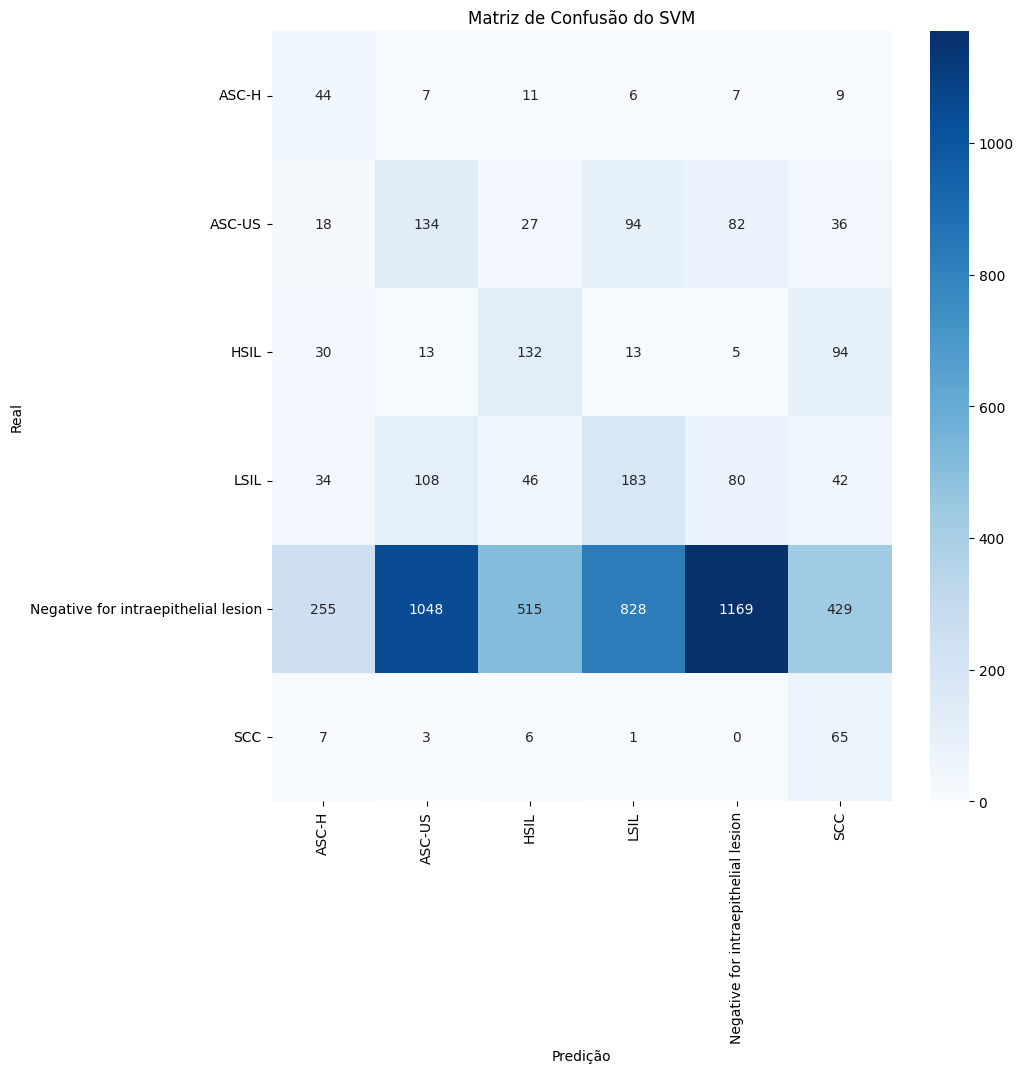 Matriz de Confusão do SVM
Real
ASC-H 44 7 11 6 7 9
ASC-US 18 134 27 94 82 36
HSIL 30 13 132 13 5 94
LSIL 34 108 46 183 80 42
Negative for intraepithelial lesion 255 1048 515 828 1169 429
SCC 7 3 6 1 0 65
ASC-H
ASC-US
HSIL
LSIL
Negative for intraepithelial lesion
SCC
Predição
1000
800
600
400
200
0